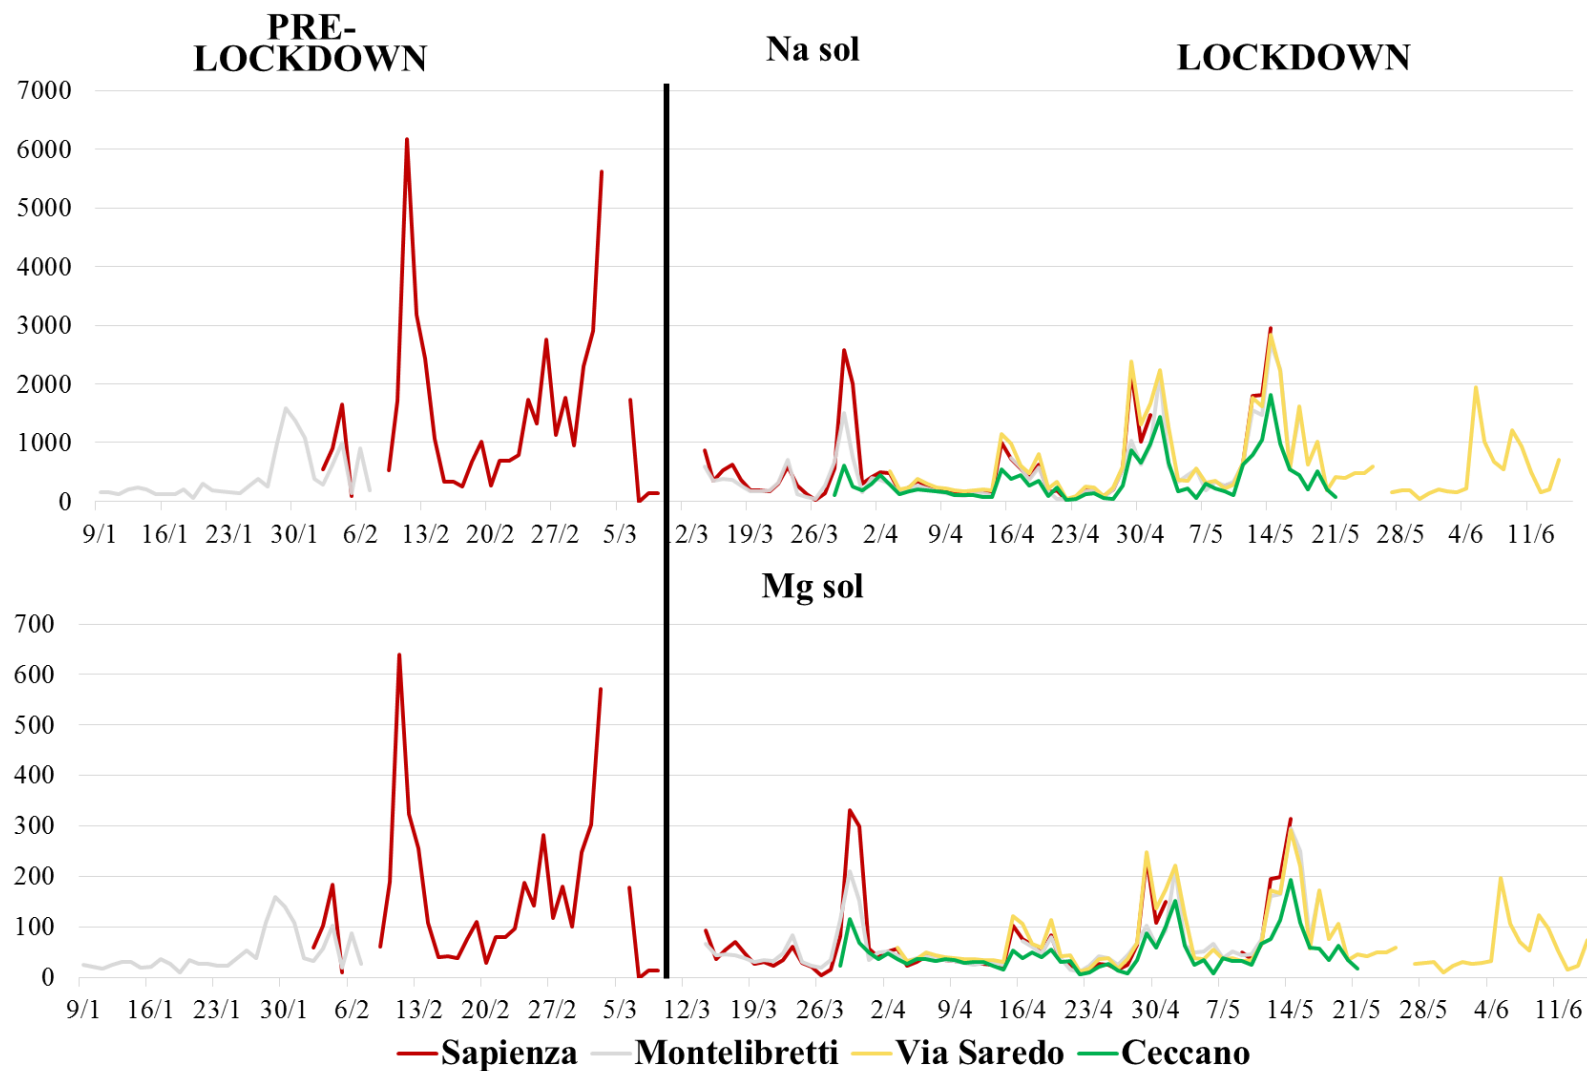 PRE-
LOCKDOWN
Na sol
LOCKDOWN
7000
6000
5000
4000
3000
2000
1000
0
9/1 16/1 23/1 30/1 6/2 13/2 20/2 27/2 5/3 2/3 19/3 26/3 2/4 9/4 16/4 23/4 30/4 7/5 14/5 21/5 28/5 4/6 11/6
Mg sol
700
600
500
400
300
200
100
0
9/1 16/1 23/1 30/1 6/2 13/2 20/2 27/2 5/3 12/3 19/3 26/3 2/4 9/4 16/4 23/4 30/4 7/5 14/5 21/5 28/5 4/6 11/6
Sapienza Montelibretti Via Saredo Ceccano